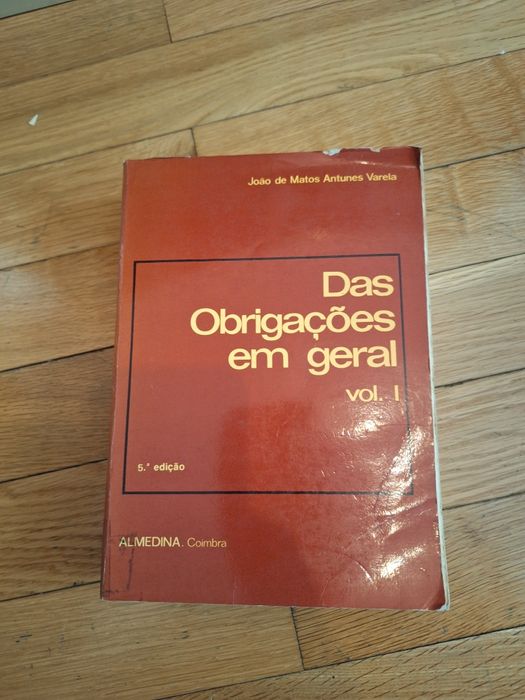 João de Matos Antunes Varela
Das
Obrigações
em geral
vol. I
5.ª edição
ALMEDINA. Coimbra